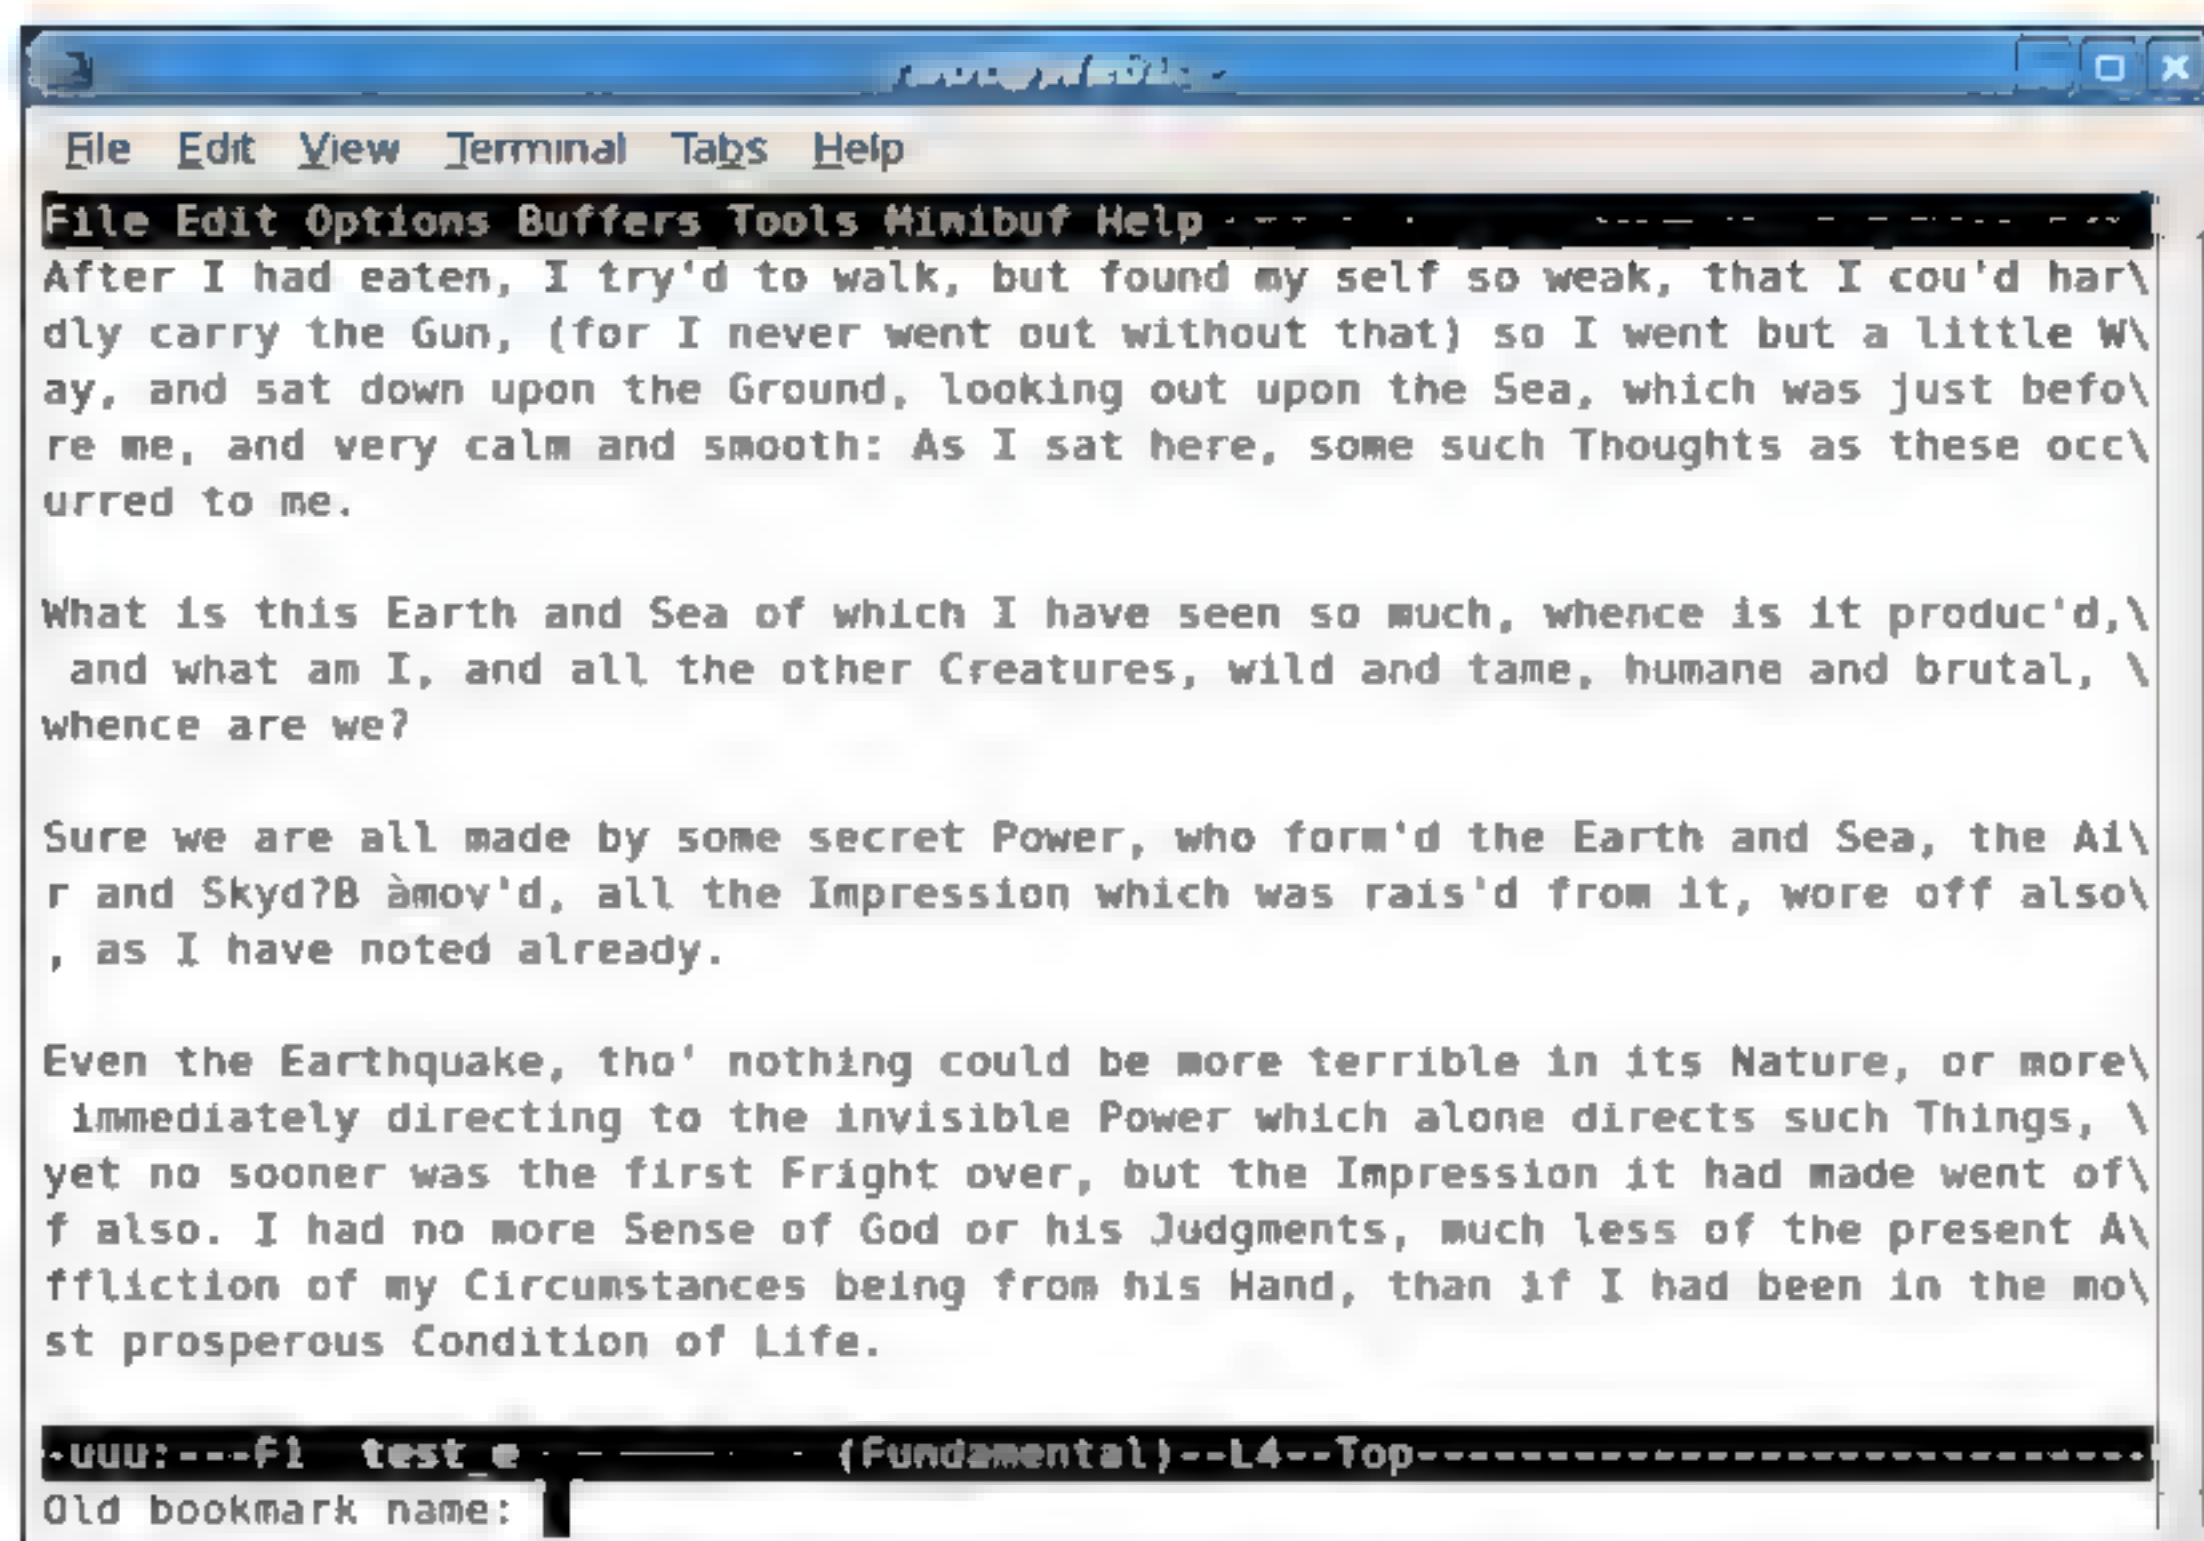 File Edit View Terminal Tabs Help
File Edit Options Buffers Tools Minibuf Help
After I had eaten, I try'd to walk, but found my self so weak, that I cou'd har\
dly carry the Gun, (for I never went out without that) so I went but a little W\
ay, and sat down upon the Ground, looking out upon the Sea, which was just befo\
re me, and very calm and smooth: As I sat here, some such Thoughts as these occ\
urred to me.
What is this Earth and Sea of which I have seen so much, whence is it produc'd,\
 and what am I, and all the other Creatures, wild and tame, humane and brutal, \
whence are we?
Sure we are all made by some secret Power, who form'd the Earth and Sea, the Ai\
r and Skyd?B àmov'd, all the Impression which was rais'd from it, wore off also\
, as I have noted already.
Even the Earthquake, tho' nothing could be more terrible in its Nature, or more\
 immediately directing to the invisible Power which alone directs such Things, \
yet no sooner was the first Fright over, but the Impression it had made went of\
f also. I had no more Sense of God or his Judgments, much less of the present A\
ffliction of my Circumstances being from his Hand, than if I had been in the mo\
st prosperous Condition of Life.
-uuu:---F1  test_e (Fundamental)--L4--Top----------------------------
Old bookmark name: